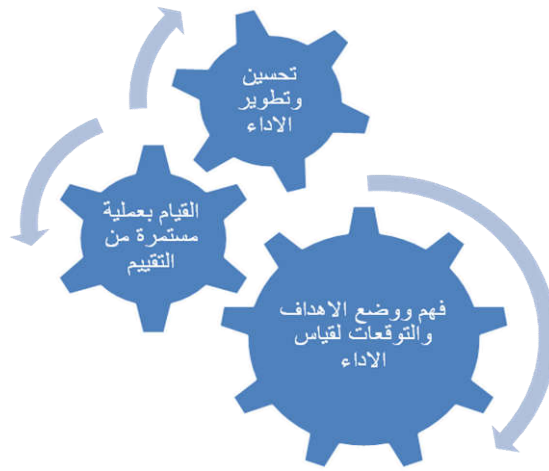 تحسين
وتطوير
الاداء
القيام بعملية
مستمرة من
التقييم
فهم ووضع الاهداف
والتوقعات لقياس
الاداء